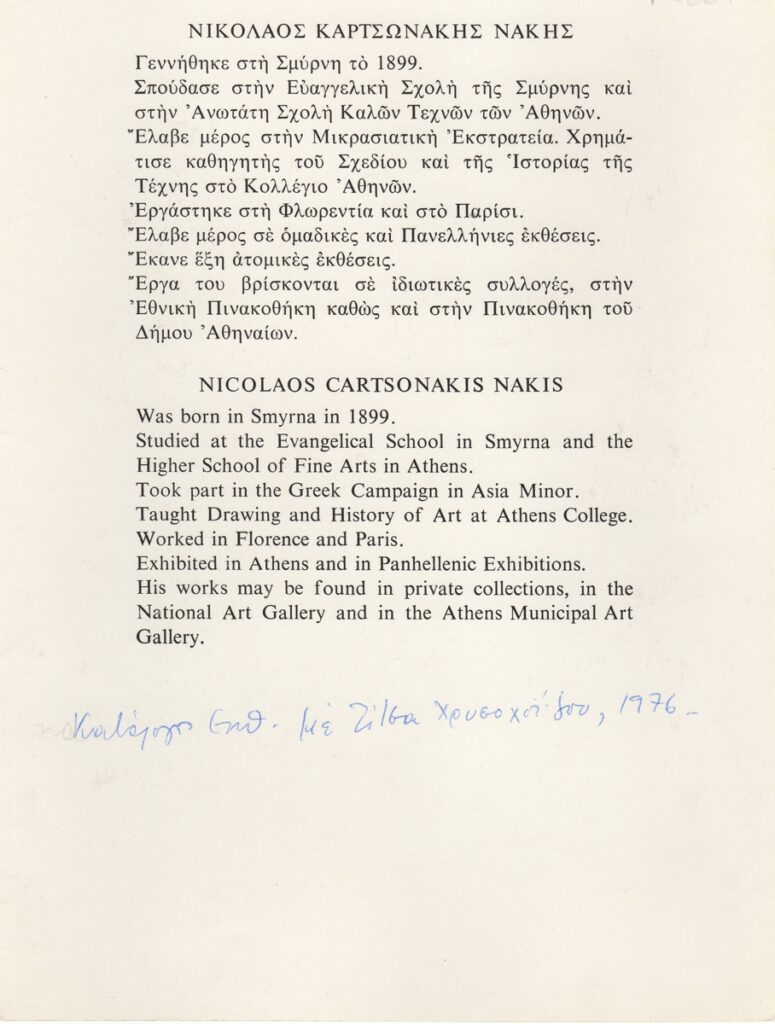 ΝΙΚΟΛΑΟΣ ΚΑΡΤΣΩΝΑΚΗΣ ΝΑΚΗΣ
Γεννήθηκε στὴ Σμύρνη τὸ 1899.
Σπούδασε στὴν Εὐαγγελικὴ Σχολὴ τῆς Σμύρνης καὶ
στὴν Ἀνωτάτη Σχολὴ Καλῶν Τεχνῶν τῶν Ἀθηνῶν.
Ἔλαβε μέρος στὴν Μικρασιατικὴ Ἐκστρατεία. Χρημά-
τισε καθηγητὴς τοῦ Σχεδίου καὶ τῆς Ἱστορίας τῆς
Τέχνης στὸ Κολλέγιο Ἀθηνῶν.
Ἐργάστηκε στὴ Φλωρεντία καὶ στὸ Παρίσι.
Ἔλαβε μέρος σὲ ὁμαδικὲς καὶ Πανελλήνιες ἐκθέσεις.
Ἔκανε ἕξη ἀτομικὲς ἐκθέσεις.
Ἔργα του βρίσκονται σὲ ἰδιωτικὲς συλλογές, στὴν
Ἐθνικὴ Πινακοθήκη καθὼς καὶ στὴν Πινακοθήκη τοῦ
Δήμου Ἀθηναίων.
NICOLAOS CARTSONAKIS NAKIS
Was born in Smyrna in 1899.
Studied at the Evangelical School in Smyrna and the
Higher School of Fine Arts in Athens.
Took part in the Greek Campaign in Asia Minor.
Taught Drawing and History of Art at Athens College.
Worked in Florence and Paris.
Exhibited in Athens and in Panhellenic Exhibitions.
His works may be found in private collections, in the
National Art Gallery and in the Athens Municipal Art
Gallery.
Κατάλογος ἐκθ. μὲ Χρυσοχοΐδου, 1976 –